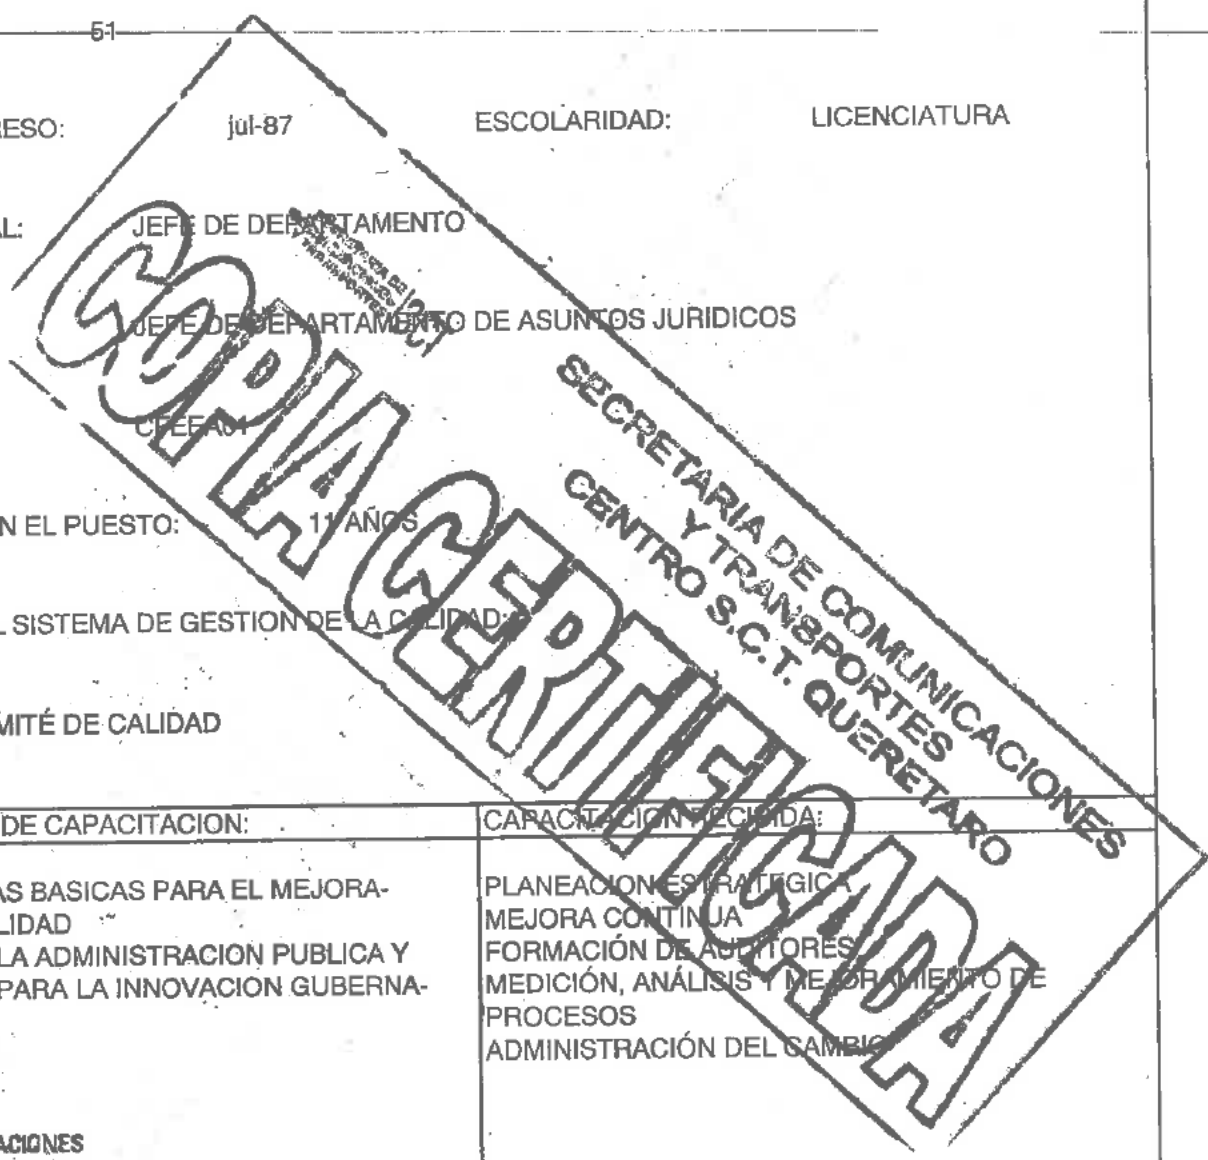 51
RESO: jul-87 ESCOLARIDAD: LICENCIATURA
AL: JEFE DE DEPARTAMENTO
JEFE DE DEPARTAMENTO DE ASUNTOS JURIDICOS
CFEEA01
N EL PUESTO: 11 AÑOS
L SISTEMA DE GESTION DE LA CALIDAD:
MITÉ DE CALIDAD
DE CAPACITACION: CAPACITACION RECIBIDA:
AS BASICAS PARA EL MEJORA-
LIDAD
LA ADMINISTRACION PUBLICA Y
PARA LA INNOVACION GUBERNA-
PLANEACION ESTRATEGICA
MEJORA CONTINUA
FORMACIÓN DE AUDITORES
MEDICIÓN, ANÁLISIS Y MEJORAMIENTO DE
PROCESOS
ADMINISTRACIÓN DEL CAMBIO
ACIONES
COPIA CERTIFICADA
SECRETARIA DE COMUNICACIONES
Y TRANSPORTES
CENTRO S.C.T. QUERETARO